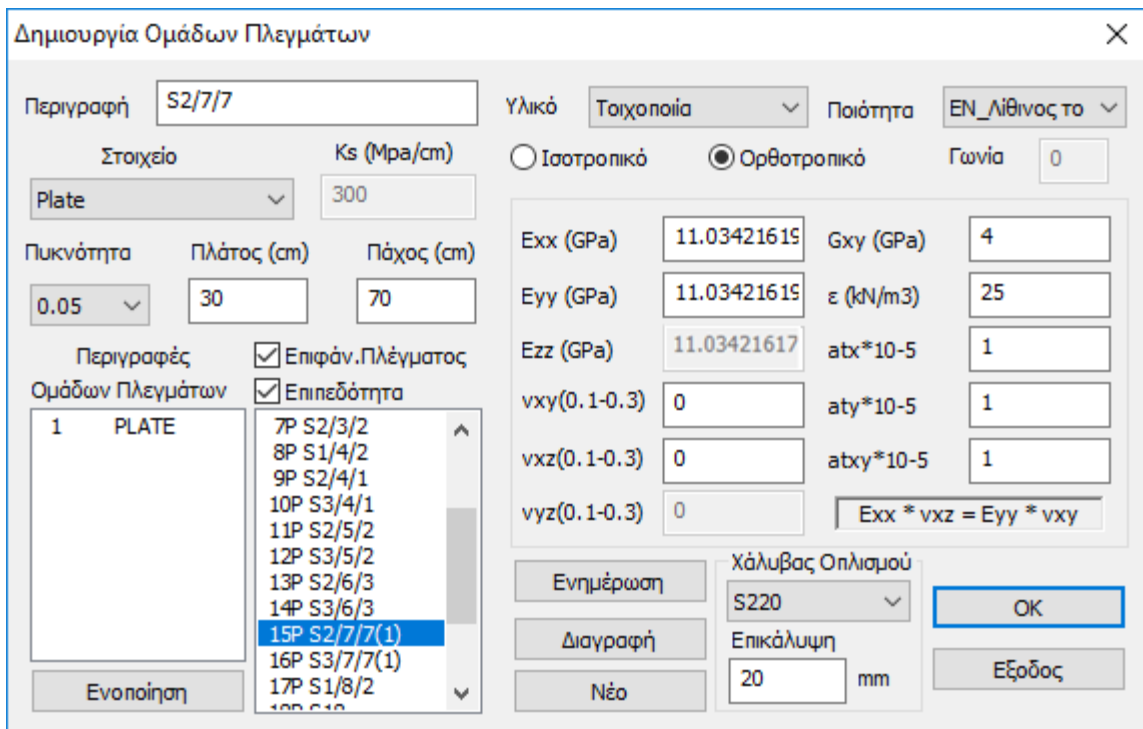 Δημιουργία Ομάδων Πλεγμάτων
Περιγραφή S2/7/7
Στοιχείο Ks (Mpa/cm)
Plate 300
Πυκνότητα Πλάτος (cm) Πάχος (cm)
0.05 30 70
Περιγραφές
Ομάδων Πλεγμάτων
Επιφάν.Πλέγματος
Επιπεδότητα
1 PLATE
7P S2/3/2
8P S1/4/2
9P S2/4/1
10P S3/4/1
11P S2/5/2
12P S3/5/2
13P S2/6/3
14P S3/6/3
15P S2/7/7(1)
16P S3/7/7(1)
17P S1/8/2
Ενοποίηση
Υλικό Τοιχοποιία Ποιότητα EN_Λίθινος το
Ισοτροπικό Ορθοτροπικό Γωνία 0
Exx (GPa) 11.03421619 Gxy (GPa) 4
Eyy (GPa) 11.03421619 ε (kN/m3) 25
Ezz (GPa) 11.03421617 atx*10-5 1
vxy(0.1-0.3) 0 aty*10-5 1
vxz(0.1-0.3) 0 atxy*10-5 1
vyz(0.1-0.3) 0 Exx * vxz = Eyy * vxy
Ενημέρωση
Διαγραφή
Νέο
Χάλυβας Οπλισμού
S220
Επικάλυψη
20 mm
OK
Εξοδος